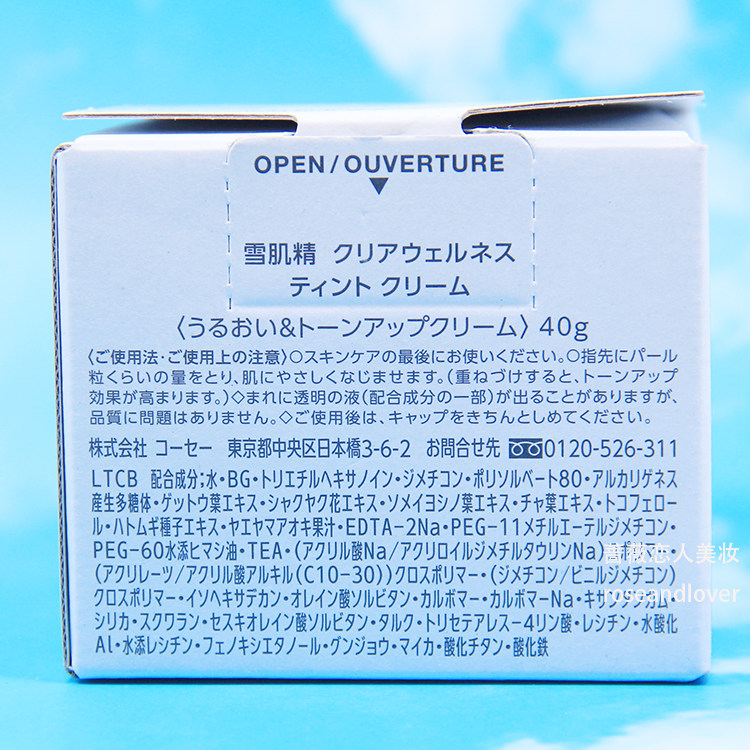 OPEN/OUVERTURE
雪肌精 クリアウェルネス
ティント クリーム
〈うるおい&トーンアップクリーム〉40g
〈ご使用法・ご使用上の注意〉○スキンケアの最後にお使いください。○指先にパール
粒くらいの量をとり、肌にやさしくなじませます。(重ねづけすると、トーンアップ
効果が高まります。)◇まれに透明の液(配合成分の一部)が出ることがありますが、
品質に問題はありません。◇ご使用後は、キャップをきちんとしめてください。
株式会社 コーセー 東京都中央区日本橋3-6-2 お問合せ先 0120-526-311
LTCB 配合成分;水・BG・トリエチルヘキサノイン・ジメチコン・ポリソルベート80・アルカリゲネス
産生多糖体・ゲットウ葉エキス・シャクヤク花エキス・ソメイヨシノ葉エキス・チャ葉エキス・トコフェロー
ル・ハトムギ種子エキス・ヤエヤマアオキ果汁・EDTA-2Na・PEG-11メチルエーテルジメチコン・
PEG-60水添ヒマシ油・TEA・(アクリル酸Na/アクリロイルジメチルタウリンNa)
(アクリレーツ/アクリル酸アルキル(C10-30))クロスポリマー・(ジメチコン/ビニルジメチコン)
クロスポリマー・イソヘキサデカン・オレイン酸ソルビタン・カルボマー・カルボマーNa・キサンタンガム・
シリカ・スクワラン・セスキオレイン酸ソルビタン・タルク・トリセテアレス-4リン酸・レシチン・水酸化
Al・水添レシチン・フェノキシエタノール・グンジョウ・マイカ・酸化チタン・酸化鉄
薔薇恋人美妆
roseandlover